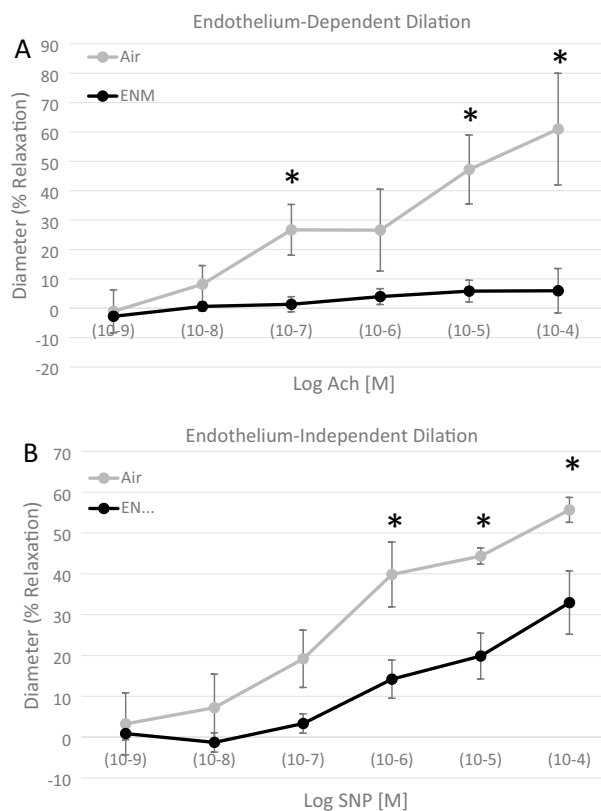 Endothelium-Dependent Dilation
A
90
80
70
60
50
40
30
20
10
0
-10
-20
Air
ENM
*
*
*
Diameter (% Relaxation)
(10-9) (10-8) (10-7) (10-6) (10-5) (10-4)
Log Ach [M]
Endothelium-Independent Dilation
B
70
60
50
40
30
20
10
0
-10
Air
EN...
*
*
*
Diameter (% Relaxation)
(10-9) (10-8) (10-7) (10-6) (10-5) (10-4)
Log SNP [M]